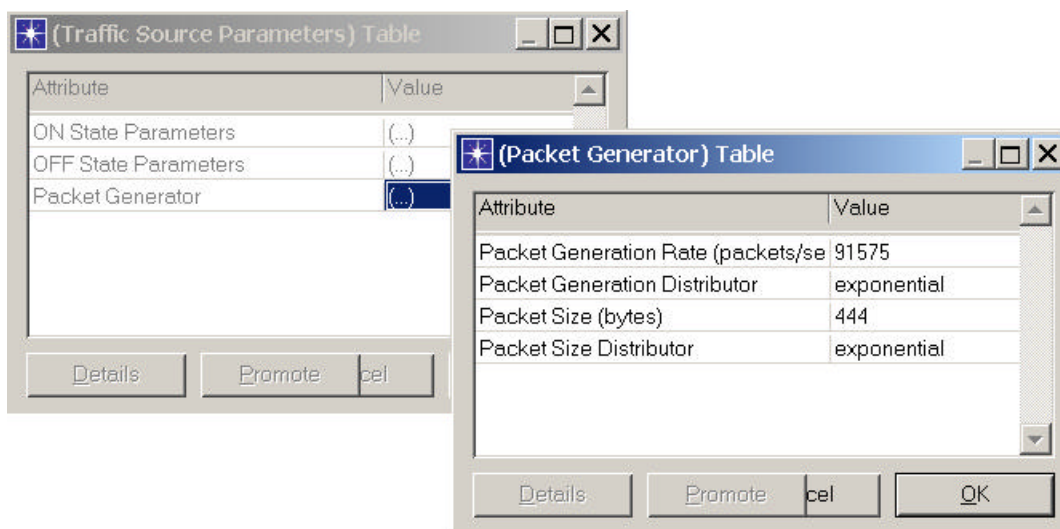 (Traffic Source Parameters) Table
Attribute Value
ON State Parameters (...)
OFF State Parameters (...)
Packet Generator (...)
Details Promote cel
(Packet Generator) Table
Attribute Value
Packet Generation Rate (packets/se 91575
Packet Generation Distributor exponential
Packet Size (bytes) 444
Packet Size Distributor exponential
Details Promote cel OK